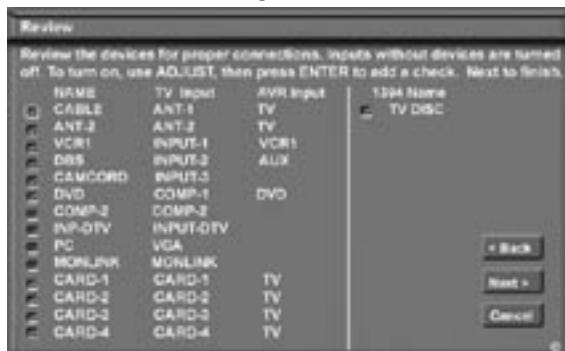 Review
Review the devices for proper connections. Inputs without devices are turned
off. To turn on, use ADJUST, then press ENTER to add a check. Next to finish.
NAME TV Input AVR Input 1394 Name
CABLE ANT-1 TV TV DISC
ANT-2 ANT-2 TV
VCR1 INPUT-1 VCR1
DBS INPUT-2 AUX
CAMCORD INPUT-3
DVD COMP-1 DVD
COMP-2 COMP-2
INP-DTV INPUT-DTV
PC VGA
MONLINK MONLINK
CARD-1 CARD-1 TV
CARD-2 CARD-2 TV
CARD-3 CARD-3 TV
CARD-4 CARD-4 TV
< Back
Next >
Cancel